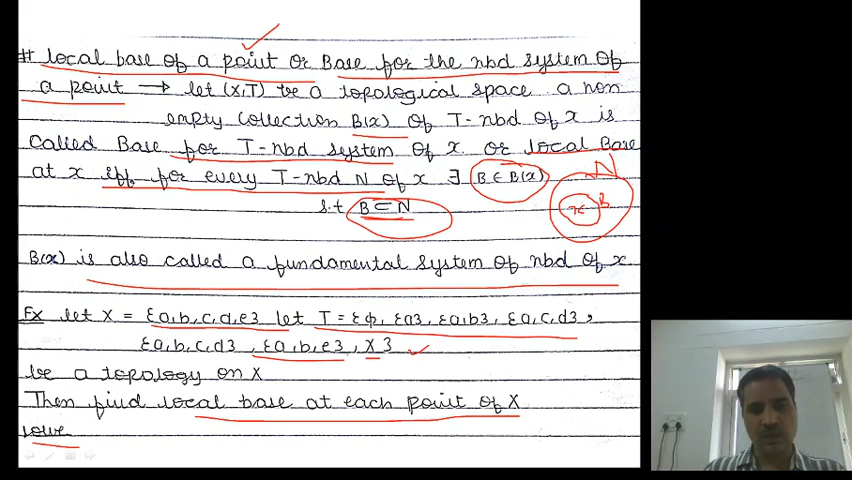 # local base of a point or Base for the nbd system of
a point → let (X,T) be a topological space a non
empty collection B(x) of T-nbd of x is
called Base for T-nbd system of x or local Base
at x iff for every T-nbd N of x ∃ B ∈ B(x)
s.t B ⊂ N
N
x B
B(x) is also called a fundamental system of nbd of x
Ex let X = {a,b,c,d,e} let T = {φ, {a}, {a,b}, {a,c,d},
{a,b,c,d}, {a,b,e}, X}
be a topology on X
Then find local base at each point of X
solve